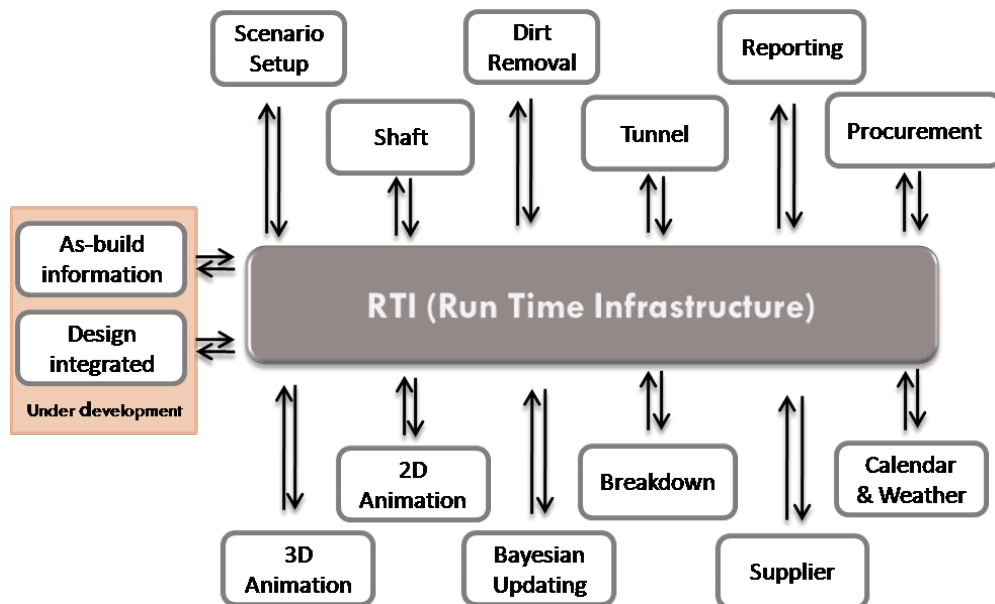 Scenario
Setup
Dirt
Removal
Reporting
Shaft
Tunnel
Procurement
As-build
information
Design
integrated
Under development
RTI (Run Time Infrastructure)
2D
Animation
Breakdown
Calendar
& Weather
3D
Animation
Bayesian
Updating
Supplier